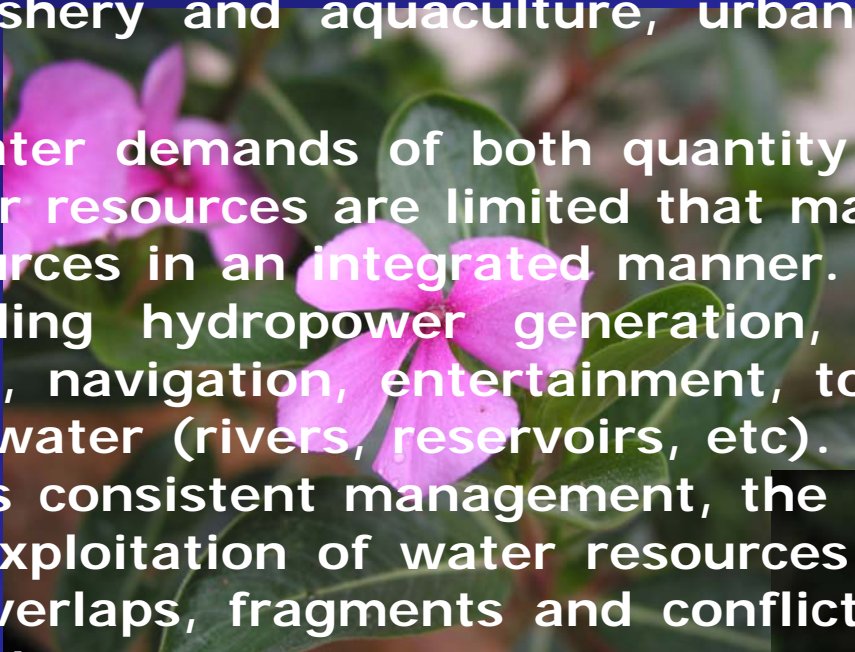 shery and aquaculture, urban
ter demands of both quantity
r resources are limited that ma
urces in an integrated manner.
ling hydropower generation,
, navigation, entertainment, to
water (rivers, reservoirs, etc).
s consistent management, the
xploitation of water resources
verlaps, fragments and conflict